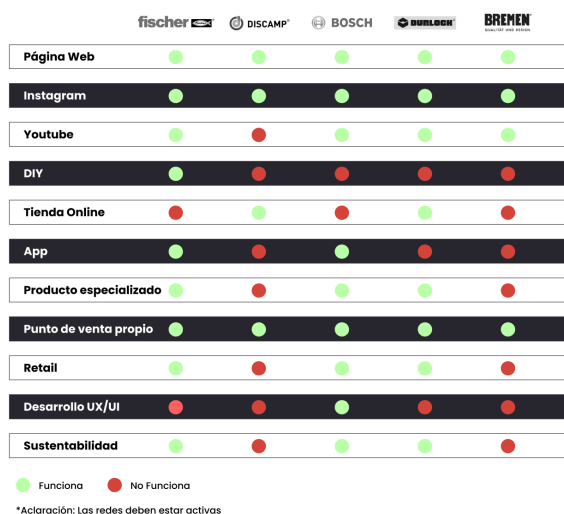 fischer DISCAMP® BOSCH DURLOCK® BREMEN®
QUALITÄT UND DESIGN.
Página Web
Instagram
Youtube
DIY
Tienda Online
App
Producto especializado
Punto de venta propio
Retail
Desarrollo UX/UI
Sustentabilidad
Funciona No Funciona
*Aclaración: Las redes deben estar activas